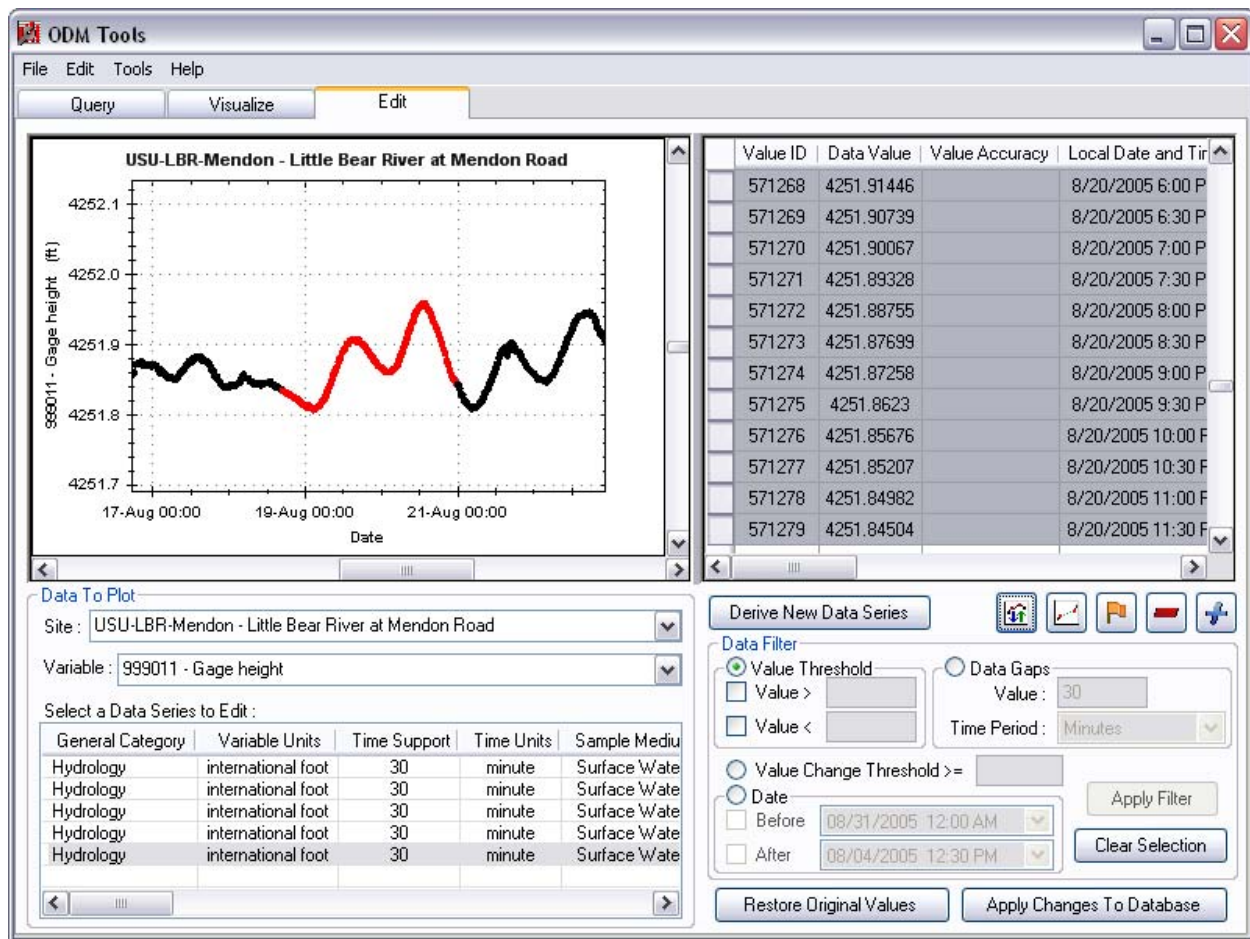 ODM Tools
File Edit Tools Help
Query Visualize Edit
USU-LBR-Mendon - Little Bear River at Mendon Road
999011 - Gage height (ft)
4252.1
4252.0
4251.9
4251.8
4251.7
17-Aug 00:00 19-Aug 00:00 21-Aug 00:00
Date
Value ID Data Value Value Accuracy Local Date and Tir
571268 4251.91446 8/20/2005 6:00 P
571269 4251.90739 8/20/2005 6:30 P
571270 4251.90067 8/20/2005 7:00 P
571271 4251.89328 8/20/2005 7:30 P
571272 4251.88755 8/20/2005 8:00 P
571273 4251.87699 8/20/2005 8:30 P
571274 4251.87258 8/20/2005 9:00 P
571275 4251.8623 8/20/2005 9:30 P
571276 4251.85676 8/20/2005 10:00 F
571277 4251.85207 8/20/2005 10:30 F
571278 4251.84982 8/20/2005 11:00 F
571279 4251.84504 8/20/2005 11:30 F
Data To Plot
Site : USU-LBR-Mendon - Little Bear River at Mendon Road
Variable : 999011 - Gage height
Select a Data Series to Edit :
General Category Variable Units Time Support Time Units Sample Mediu
Hydrology international foot 30 minute Surface Wate
Hydrology international foot 30 minute Surface Wate
Hydrology international foot 30 minute Surface Wate
Hydrology international foot 30 minute Surface Wate
Hydrology international foot 30 minute Surface Wate
Derive New Data Series
Data Filter
Value Threshold
Value >
Value <
Data Gaps
Value : 30
Time Period : Minutes
Value Change Threshold >=
Date
Before 08/31/2005 12:00 AM
After 08/04/2005 12:30 PM
Apply Filter
Clear Selection
Restore Original Values Apply Changes To Database